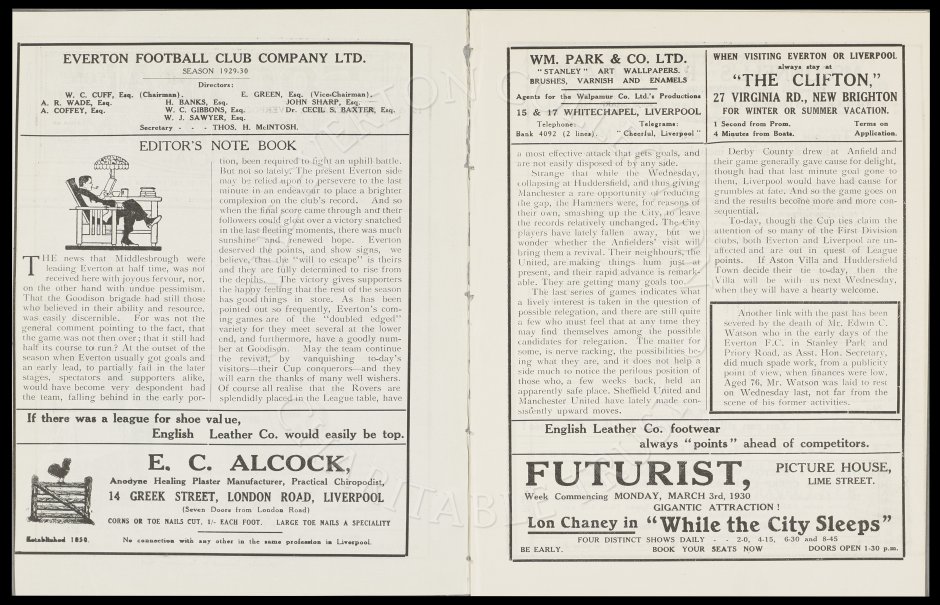 EVERTON FOOTBALL CLUB COMPANY LTD.
SEASON 1929-30
Directors:
W. C. CUFF, Esq. (Chairman). E. GREEN, Esq. (Vice-Chairman).
A. R. WADE, Esq. H. BANKS, Esq. JOHN SHARP, Esq.
A. COFFEY, Esq. W. C. GIBBONS, Esq. Dr. CECIL S. BAXTER, Esq.
W. J. SAWYER, Esq.
Secretary - - - THOS. H. McINTOSH.
EDITOR'S NOTE BOOK
THE news that Middlesbrough were
leading Everton at half time, was not
received here with joyous fervour, nor,
on the other hand with undue pessimism.
That the Goodison brigade had still those
who believed in their ability and resource,
was easily discernible. For was not the
general comment pointing to the fact, that
the game was not then over; that it still had
half its course to run? At the outset of the
season when Everton usually got goals and
an early lead, to partially fail in the later
stages, spectators and supporters alike,
would have become very despondent had
the team, falling behind in the early por-
tion, been required to fight an uphill battle.
But not so lately. The present Everton side
may be relied upon to persevere to the last
minute in an endeavour to place a brighter
complexion on the club's record. And so
when the final score came through and their
followers could gloat over a victory snatched
in the last fleeting moments, there was much
sunshine and renewed hope. Everton
deserved the points, and show signs, we
believe, that the "will to escape" is theirs
and they are fully determined to rise from
the depths. The victory gives supporters
the happy feeling that the rest of the season
has good things in store. As has been
pointed out so frequently, Everton's com-
ing games are of the "doubled edged"
variety for they meet several at the lower
end, and furthermore, have a goodly num-
ber at Goodison. May the team continue
the revival, by vanquishing to-day's
visitors—their Cup conquerors—and they
will earn the thanks of many well wishers.
Of course all realise that the Rovers are
splendidly placed in the League table, have
If there was a league for shoe value,
English Leather Co. would easily be top.
E. C. ALCOCK,
Anodyne Healing Plaster Manufacturer, Practical Chiropodist,
14 GREEK STREET, LONDON ROAD, LIVERPOOL
(Seven Doors from London Road)
CORNS OR TOE NAILS CUT, 1/- EACH FOOT. LARGE TOE NAILS A SPECIALITY
Established 1850. No connection with any other in the same profession in Liverpool.
WM. PARK & CO. LTD.
"STANLEY" ART WALLPAPERS.
BRUSHES, VARNISH AND ENAMELS
Agents for the Walpamur Co. Ltd.'s Productions
15 & 17 WHITECHAPEL, LIVERPOOL
Telephone: Telegrams:
Bank 4092 (2 lines). "Cheerful, Liverpool"
WHEN VISITING EVERTON OR LIVERPOOL
always stay at
"THE CLIFTON,"
27 VIRGINIA RD., NEW BRIGHTON
FOR WINTER OR SUMMER VACATION.
1 Second from Prom. Terms on
4 Minutes from Boats. Application.
a most effective attack that gets goals, and
are not easily disposed of by any side.
Strange that while the Wednesday,
collapsing at Huddersfield, and thus giving
Manchester a rare opportunity of reducing
the gap, the Hammers were, for reasons of
their own, smashing up the City, to leave
the records relatively unchanged. The City
players have lately fallen away, but we
wonder whether the Anfielders' visit will
bring them a revival. Their neighbours, the
United, are making things hum just at
present, and their rapid advance is remark-
able. They are getting many goals too.
The last series of games indicates what
a lively interest is taken in the question of
possible relegation, and there are still quite
a few who must feel that at any time they
may find themselves among the possible
candidates for relegation. The matter for
some, is nerve racking, the possibilities be-
ing what they are, and it does not help a
side much to notice the perilous position of
those who, a few weeks back, held an
apparently safe place. Sheffield United and
Manchester United have lately made con-
sistently upward moves.
Derby County drew at Anfield and
their game generally gave cause for delight,
though had that last minute goal gone to
them, Liverpool would have had cause for
grumbles at fate. And so the game goes on
and the results become more and more con-
sequential.
To-day, though the Cup ties claim the
attention of so many of the First Division
clubs, both Everton and Liverpool are un-
affected and are out in quest of League
points. If Aston Villa and Huddersfield
Town decide their tie to-day, then the
Villa will be with us next Wednesday,
when they will have a hearty welcome.
Another link with the past has been
severed by the death of Mr. Edwin C.
Watson who in the early days of the
Everton F.C. in Stanley Park and
Priory Road, as Asst. Hon. Secretary,
did much spade work, from a publicity
point of view, when finances were low.
Aged 76, Mr. Watson was laid to rest
on Wednesday last, not far from the
scene of his former activities.
English Leather Co. footwear
always "points" ahead of competitors.
FUTURIST, PICTURE HOUSE,
LIME STREET.
Week Commencing MONDAY, MARCH 3rd, 1930
GIGANTIC ATTRACTION!
Lon Chaney in "While the City Sleeps"
FOUR DISTINCT SHOWS DAILY - - 2-0, 4-15, 6-30 and 8-45
BE EARLY. BOOK YOUR SEATS NOW DOORS OPEN 1-30 p.m.